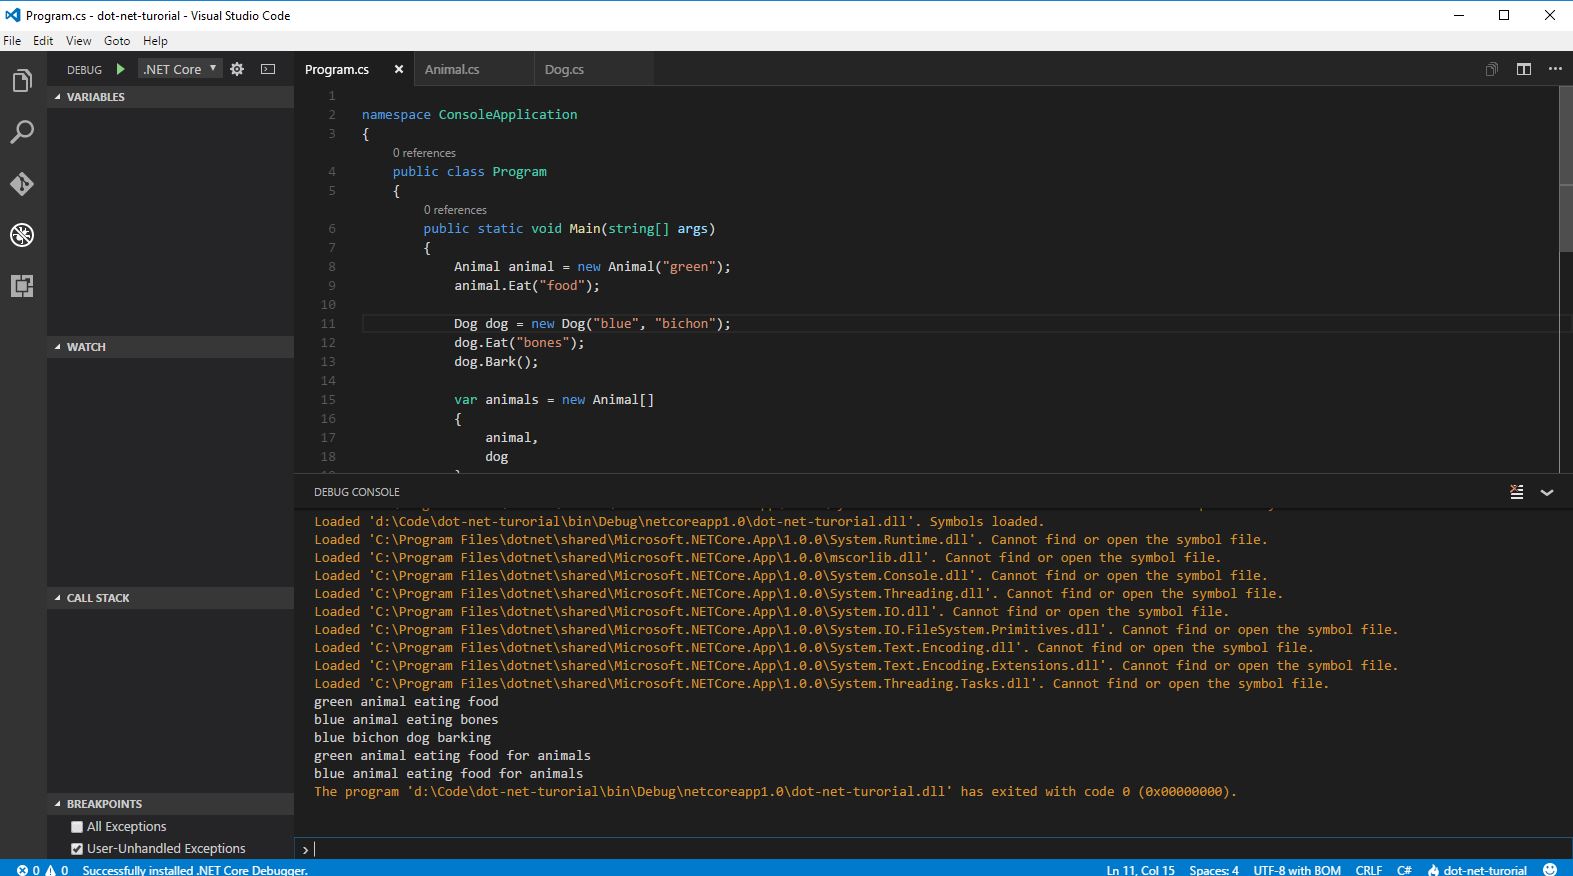 Program.cs - dot-net-turorial - Visual Studio Code
File Edit View Goto Help
DEBUG .NET Core
Program.cs × Animal.cs Dog.cs
VARIABLES
WATCH
CALL STACK
BREAKPOINTS
All Exceptions
User-Unhandled Exceptions
1
2 namespace ConsoleApplication
3 {
0 references
4 public class Program
5 {
0 references
6 public static void Main(string[] args)
7 {
8 Animal animal = new Animal("green");
9 animal.Eat("food");
10
11 Dog dog = new Dog("blue", "bichon");
12 dog.Eat("bones");
13 dog.Bark();
14
15 var animals = new Animal[]
16 {
17 animal,
18 dog
DEBUG CONSOLE
Loaded 'd:\Code\dot-net-turorial\bin\Debug\netcoreapp1.0\dot-net-turorial.dll'. Symbols loaded.
Loaded 'C:\Program Files\dotnet\shared\Microsoft.NETCore.App\1.0.0\System.Runtime.dll'. Cannot find or open the symbol file.
Loaded 'C:\Program Files\dotnet\shared\Microsoft.NETCore.App\1.0.0\mscorlib.dll'. Cannot find or open the symbol file.
Loaded 'C:\Program Files\dotnet\shared\Microsoft.NETCore.App\1.0.0\System.Console.dll'. Cannot find or open the symbol file.
Loaded 'C:\Program Files\dotnet\shared\Microsoft.NETCore.App\1.0.0\System.Threading.dll'. Cannot find or open the symbol file.
Loaded 'C:\Program Files\dotnet\shared\Microsoft.NETCore.App\1.0.0\System.IO.dll'. Cannot find or open the symbol file.
Loaded 'C:\Program Files\dotnet\shared\Microsoft.NETCore.App\1.0.0\System.IO.FileSystem.Primitives.dll'. Cannot find or open the symbol file.
Loaded 'C:\Program Files\dotnet\shared\Microsoft.NETCore.App\1.0.0\System.Text.Encoding.dll'. Cannot find or open the symbol file.
Loaded 'C:\Program Files\dotnet\shared\Microsoft.NETCore.App\1.0.0\System.Text.Encoding.Extensions.dll'. Cannot find or open the symbol file.
Loaded 'C:\Program Files\dotnet\shared\Microsoft.NETCore.App\1.0.0\System.Threading.Tasks.dll'. Cannot find or open the symbol file.
green animal eating food
blue animal eating bones
blue bichon dog barking
green animal eating food for animals
blue animal eating food for animals
The program 'd:\Code\dot-net-turorial\bin\Debug\netcoreapp1.0\dot-net-turorial.dll' has exited with code 0 (0x00000000).
>
0 0 Successfully installed .NET Core Debugger. Ln 11, Col 15 Spaces: 4 UTF-8 with BOM CRLF C# dot-net-turorial